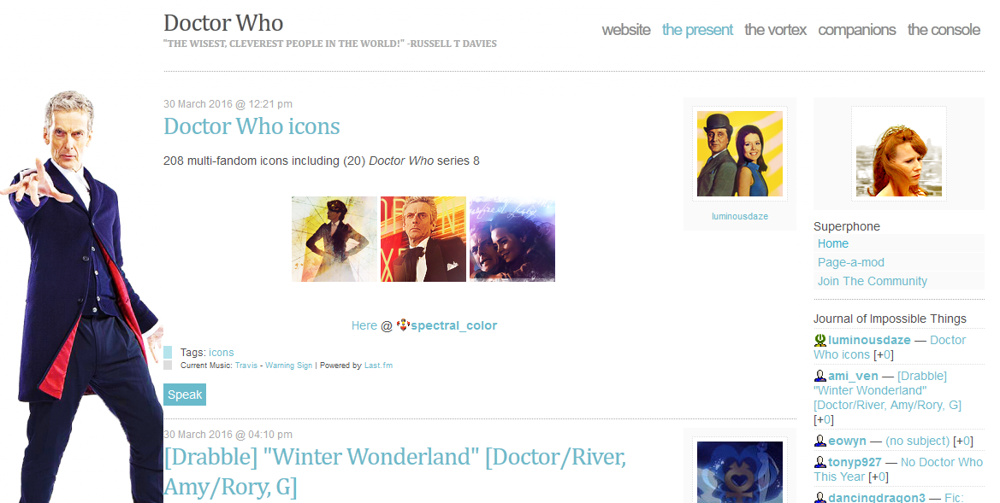 Doctor Who
"THE WISEST, CLEVEREST PEOPLE IN THE WORLD!" -RUSSELL T DAVIES
website the present the vortex companions the console
30 March 2016 @ 12:21 pm
Doctor Who icons
208 multi-fandom icons including (20) Doctor Who series 8
Here @ spectral_color
Tags: icons
Current Music: Travis - Warning Sign | Powered by Last.fm
Speak
luminousdaze
30 March 2016 @ 04:10 pm
[Drabble] "Winter Wonderland" [Doctor/River,
Amy/Rory, G]
Superphone
Home
Page-a-mod
Join The Community
Journal of Impossible Things
luminousdaze — Doctor
Who icons [+0]
ami_ven — [Drabble]
"Winter Wonderland"
[Doctor/River, Amy/Rory, G]
[+0]
eowyn — (no subject) [+0]
tonyp927 — No Doctor Who
This Year [+0]
dancingdragon3 — Fic: